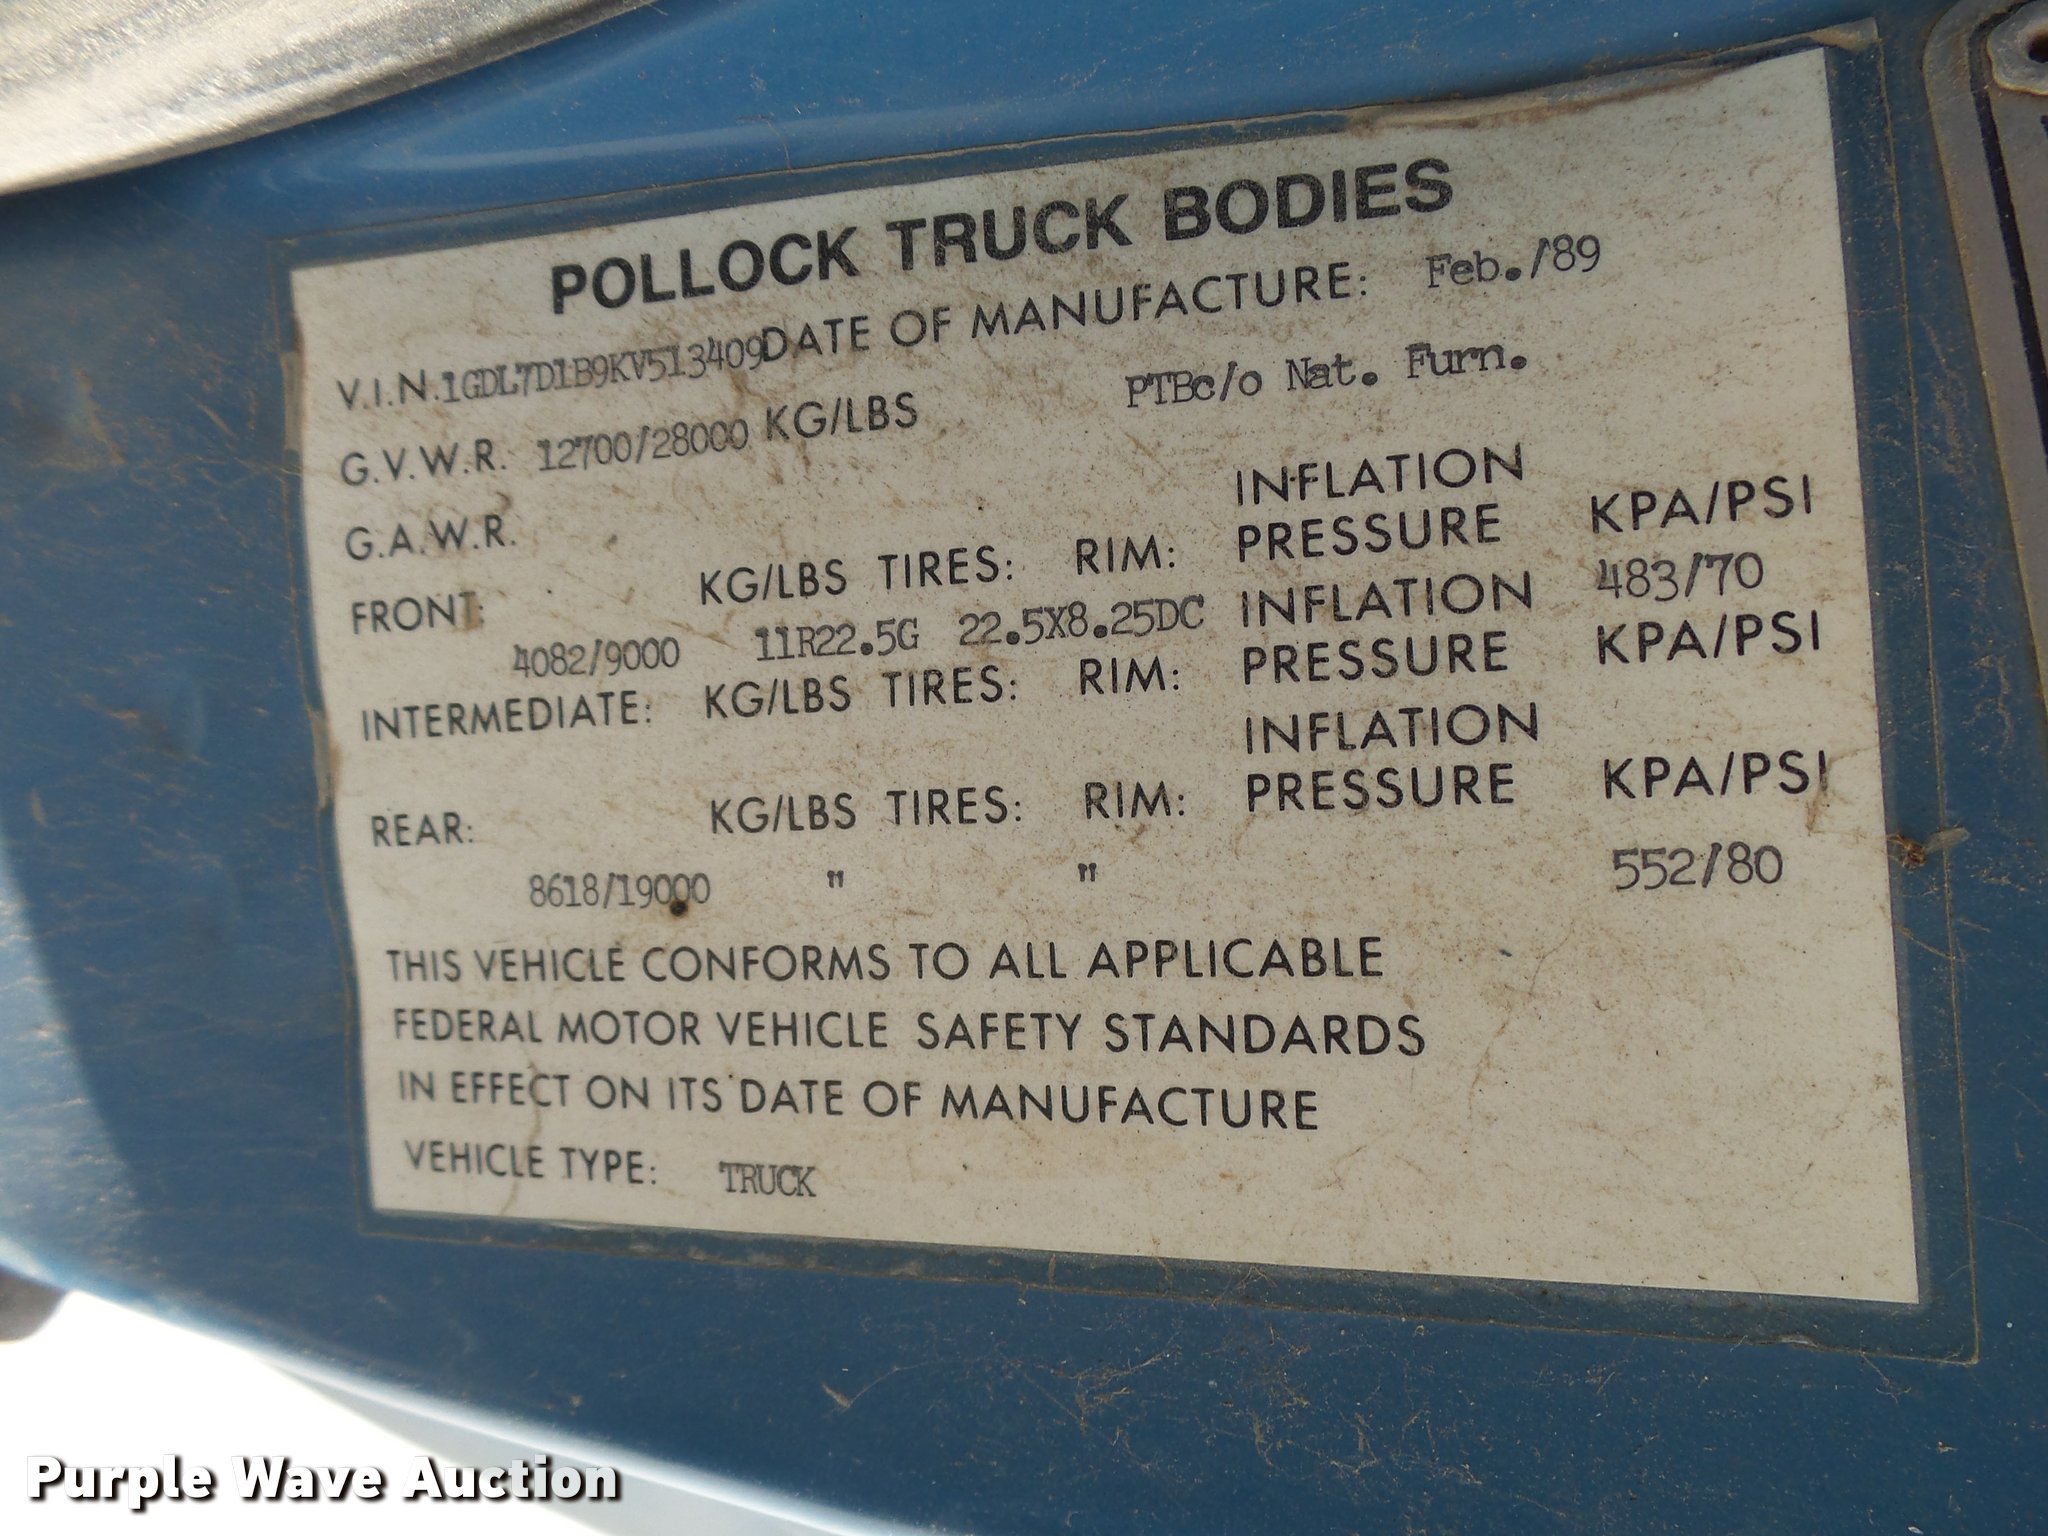 POLLOCK TRUCK BODIES
V.I.N. 1GDL7D1B9KV513409 DATE OF MANUFACTURE: Feb./89
G.V.W.R. 12700/28000 KG/LBS PTBc/o Nat. Furn.
G.A.W.R.
INFLATION
FRONT: KG/LBS TIRES: RIM: PRESSURE KPA/PSI
4082/9000 11R22.5G 22.5X8.25DC INFLATION 483/70
INTERMEDIATE: KG/LBS TIRES: RIM: PRESSURE KPA/PSI
INFLATION
REAR: KG/LBS TIRES: RIM: PRESSURE KPA/PSI
8618/19000 " " 552/80
THIS VEHICLE CONFORMS TO ALL APPLICABLE
FEDERAL MOTOR VEHICLE SAFETY STANDARDS
IN EFFECT ON ITS DATE OF MANUFACTURE
VEHICLE TYPE: TRUCK
Purple Wave Auction